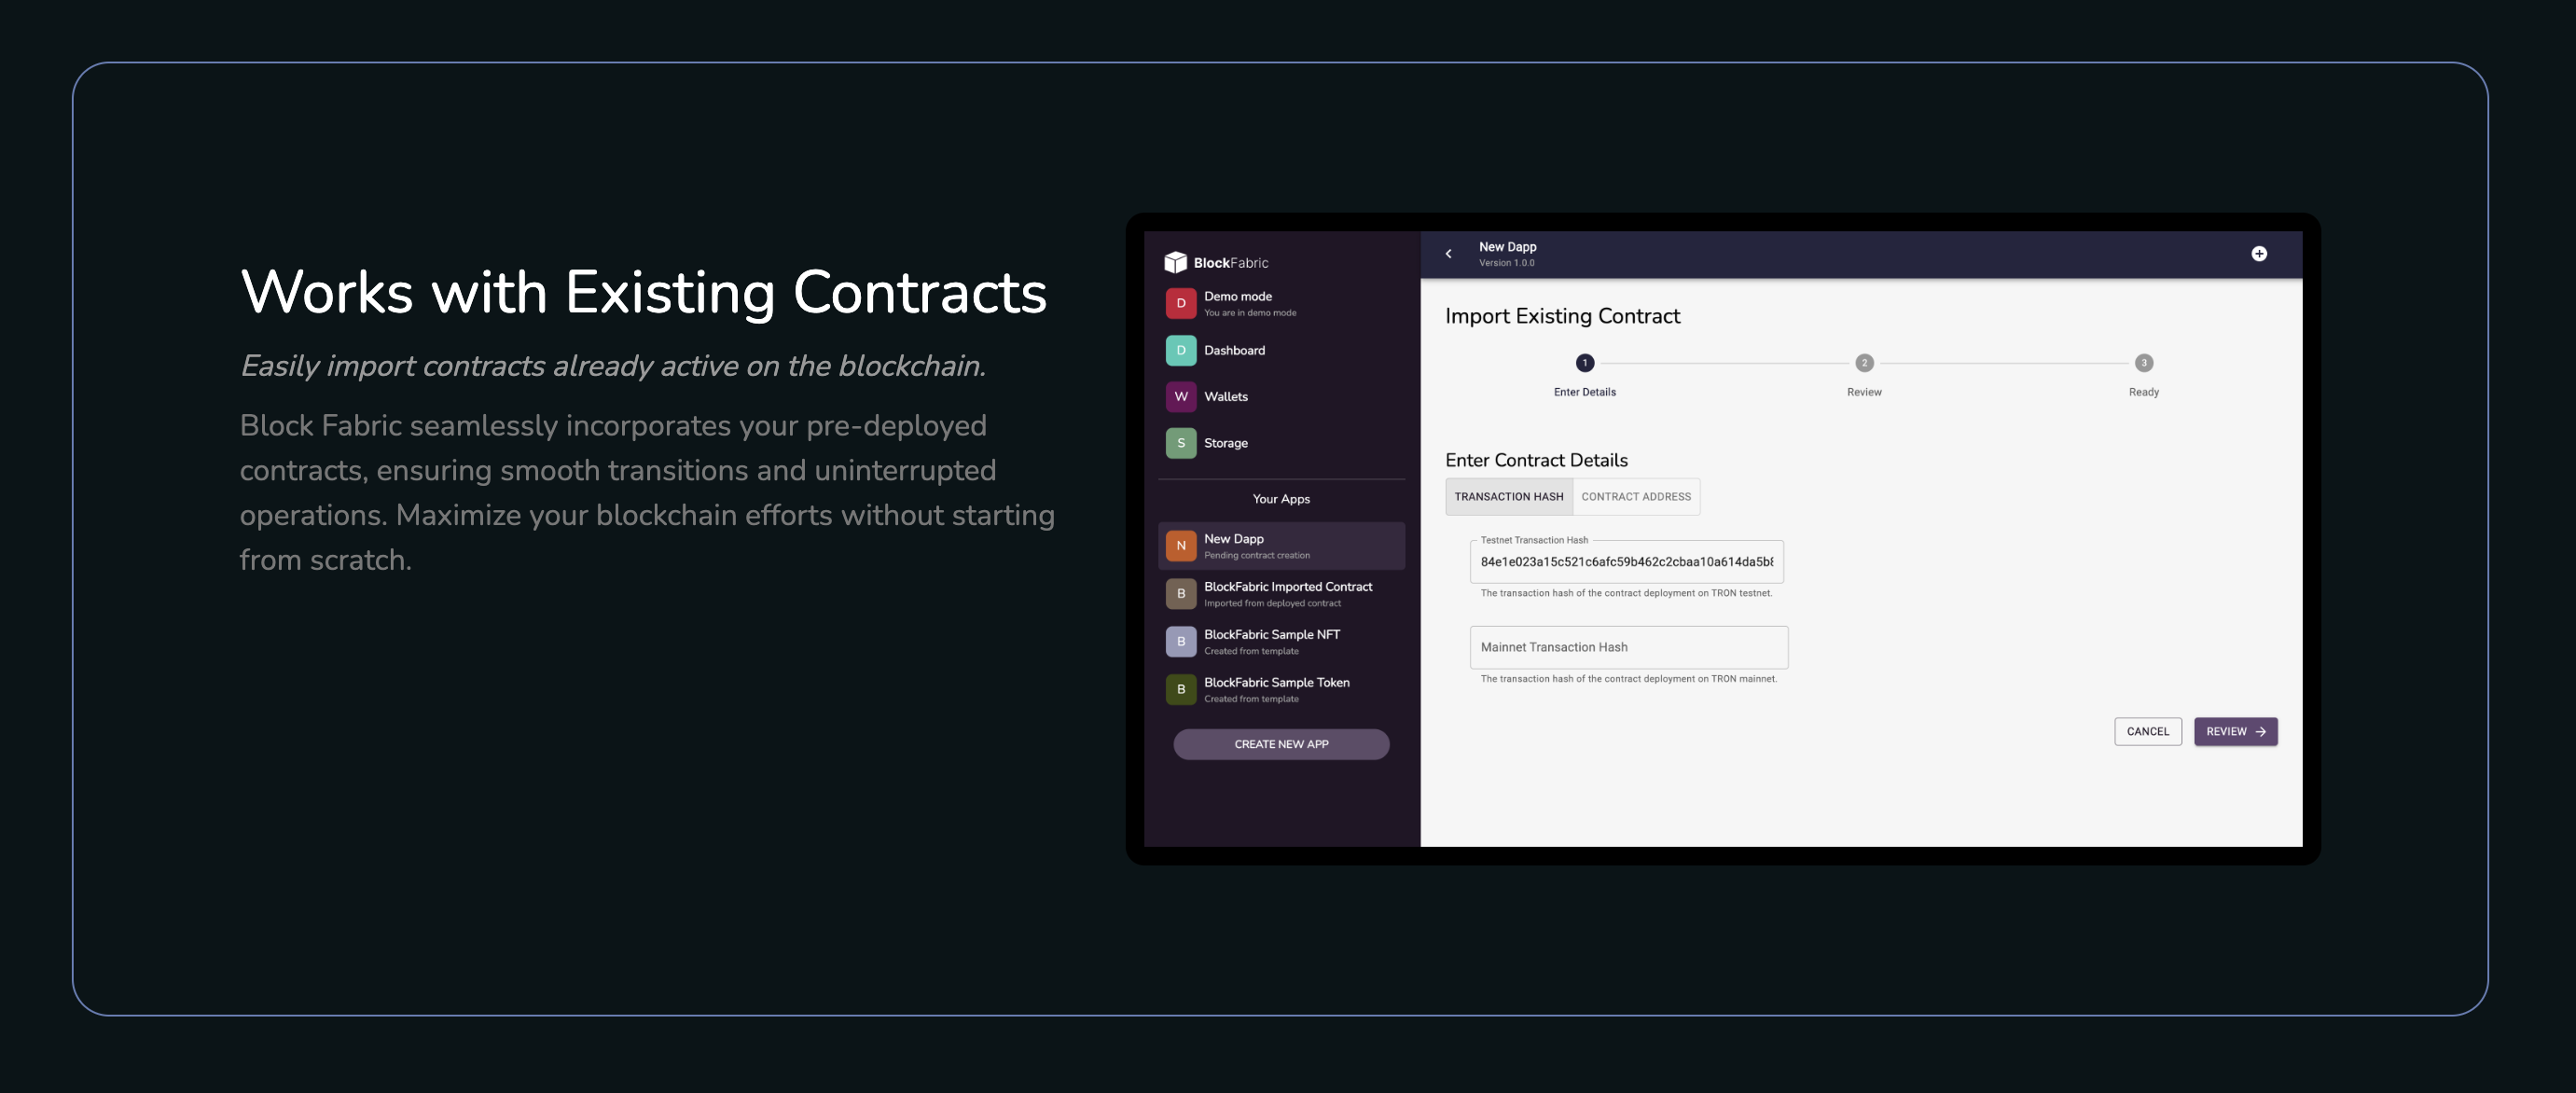 Works with Existing Contracts
Easily import contracts already active on the blockchain.
Block Fabric seamlessly incorporates your pre-deployed
contracts, ensuring smooth transitions and uninterrupted
operations. Maximize your blockchain efforts without starting
from scratch.
BlockFabric
D
Demo mode
You are in demo mode
D
Dashboard
W
Wallets
S
Storage
Your Apps
N
New Dapp
Pending contract creation
B
BlockFabric Imported Contract
Imported from deployed contract
B
BlockFabric Sample NFT
Created from template
B
BlockFabric Sample Token
Created from template
CREATE NEW APP
New Dapp
Version 1.0.0
Import Existing Contract
1
2
3
Enter Details
Review
Ready
Enter Contract Details
TRANSACTION HASH
CONTRACT ADDRESS
Testnet Transaction Hash
84e1e023a15c521c6afc59b462c2cbaa10a614da5b8
The transaction hash of the contract deployment on TRON testnet.
Mainnet Transaction Hash
The transaction hash of the contract deployment on TRON mainnet.
CANCEL
REVIEW